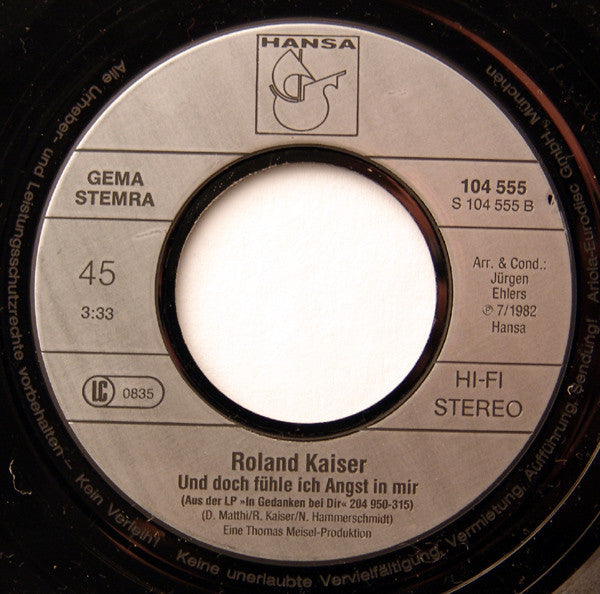 HANSA
GEMA
STEMRA
104 555
S 104 555 B
45
3:33
Arr. & Cond.:
Jürgen
Ehlers
℗ 7/1982
Hansa
LC 0835
HI-FI
STEREO
Roland Kaiser
Und doch fühle ich Angst in mir
(Aus der LP »In Gedanken bei Dir« 204 950-315)
(D. Matthi/R. Kaiser/N. Hammerschmidt)
Eine Thomas Meisel-Produktion
Alle Urheber- und Leistungsschutzrechte vorbehalten – Kein Verleih! Keine unerlaubte Vervielfältigung, Vermietung, Aufführung, Sendung! Ariola-Eurodisc GmbH, München